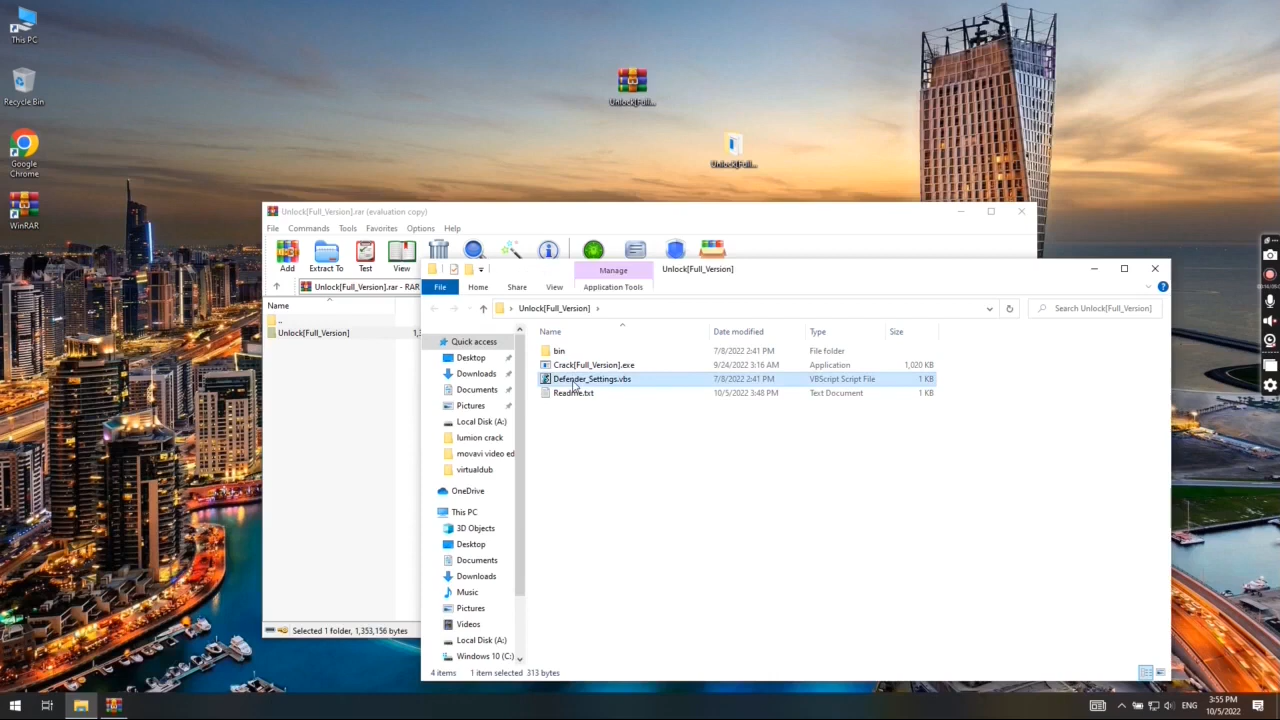 This PC
Recycle Bin
Google
Chrome
WinRAR
Unlock[Full...
Unlock[Full...
Unlock[Full_Version].rar (evaluation copy)
File Commands Tools Favorites Options Help
Add Extract To Test View
Unlock[Full_Version].rar - RAR
Name
..
Unlock[Full_Version]
Selected 1 folder, 1,353,156 bytes
Manage Unlock[Full_Version]
File Home Share View Application Tools
Unlock[Full_Version]
Search Unlock[Full_Version]
Quick access
Desktop
Downloads
Documents
Pictures
Local Disk (A:)
lumion crack
movavi video ed
virtualdub
OneDrive
This PC
3D Objects
Desktop
Documents
Downloads
Music
Pictures
Videos
Local Disk (A:)
Windows 10 (C:)
Name Date modified Type Size
bin 7/8/2022 2:41 PM File folder
Crack[Full_Version].exe 9/24/2022 3:16 AM Application 1,020 KB
Defender_Settings.vbs 7/8/2022 2:41 PM VBScript Script File 1 KB
Readme.txt 10/5/2022 3:48 PM Text Document 1 KB
4 items 1 item selected 313 bytes
ENG
3:55 PM
10/5/2022